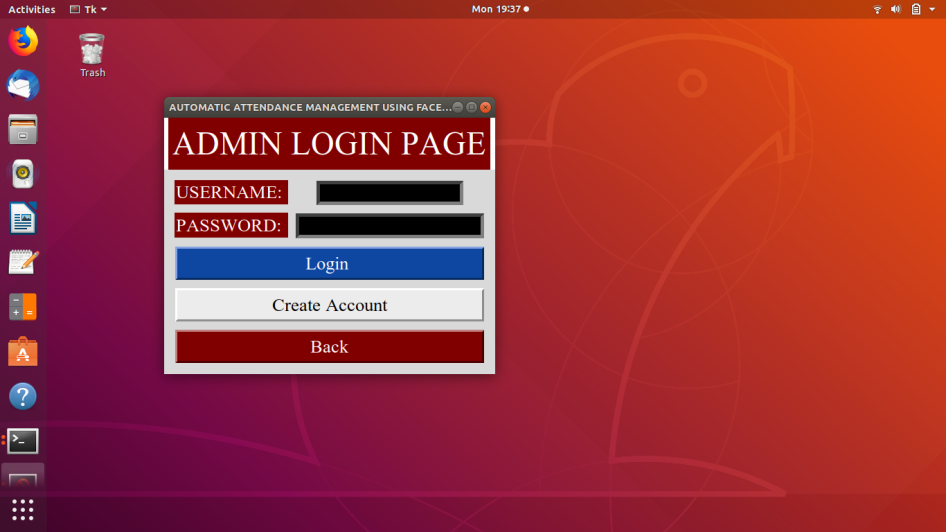 Activities
Tk
Mon 19:37
Trash
AUTOMATIC ATTENDANCE MANAGEMENT USING FACE...
ADMIN LOGIN PAGE
USERNAME:
PASSWORD:
Login
Create Account
Back